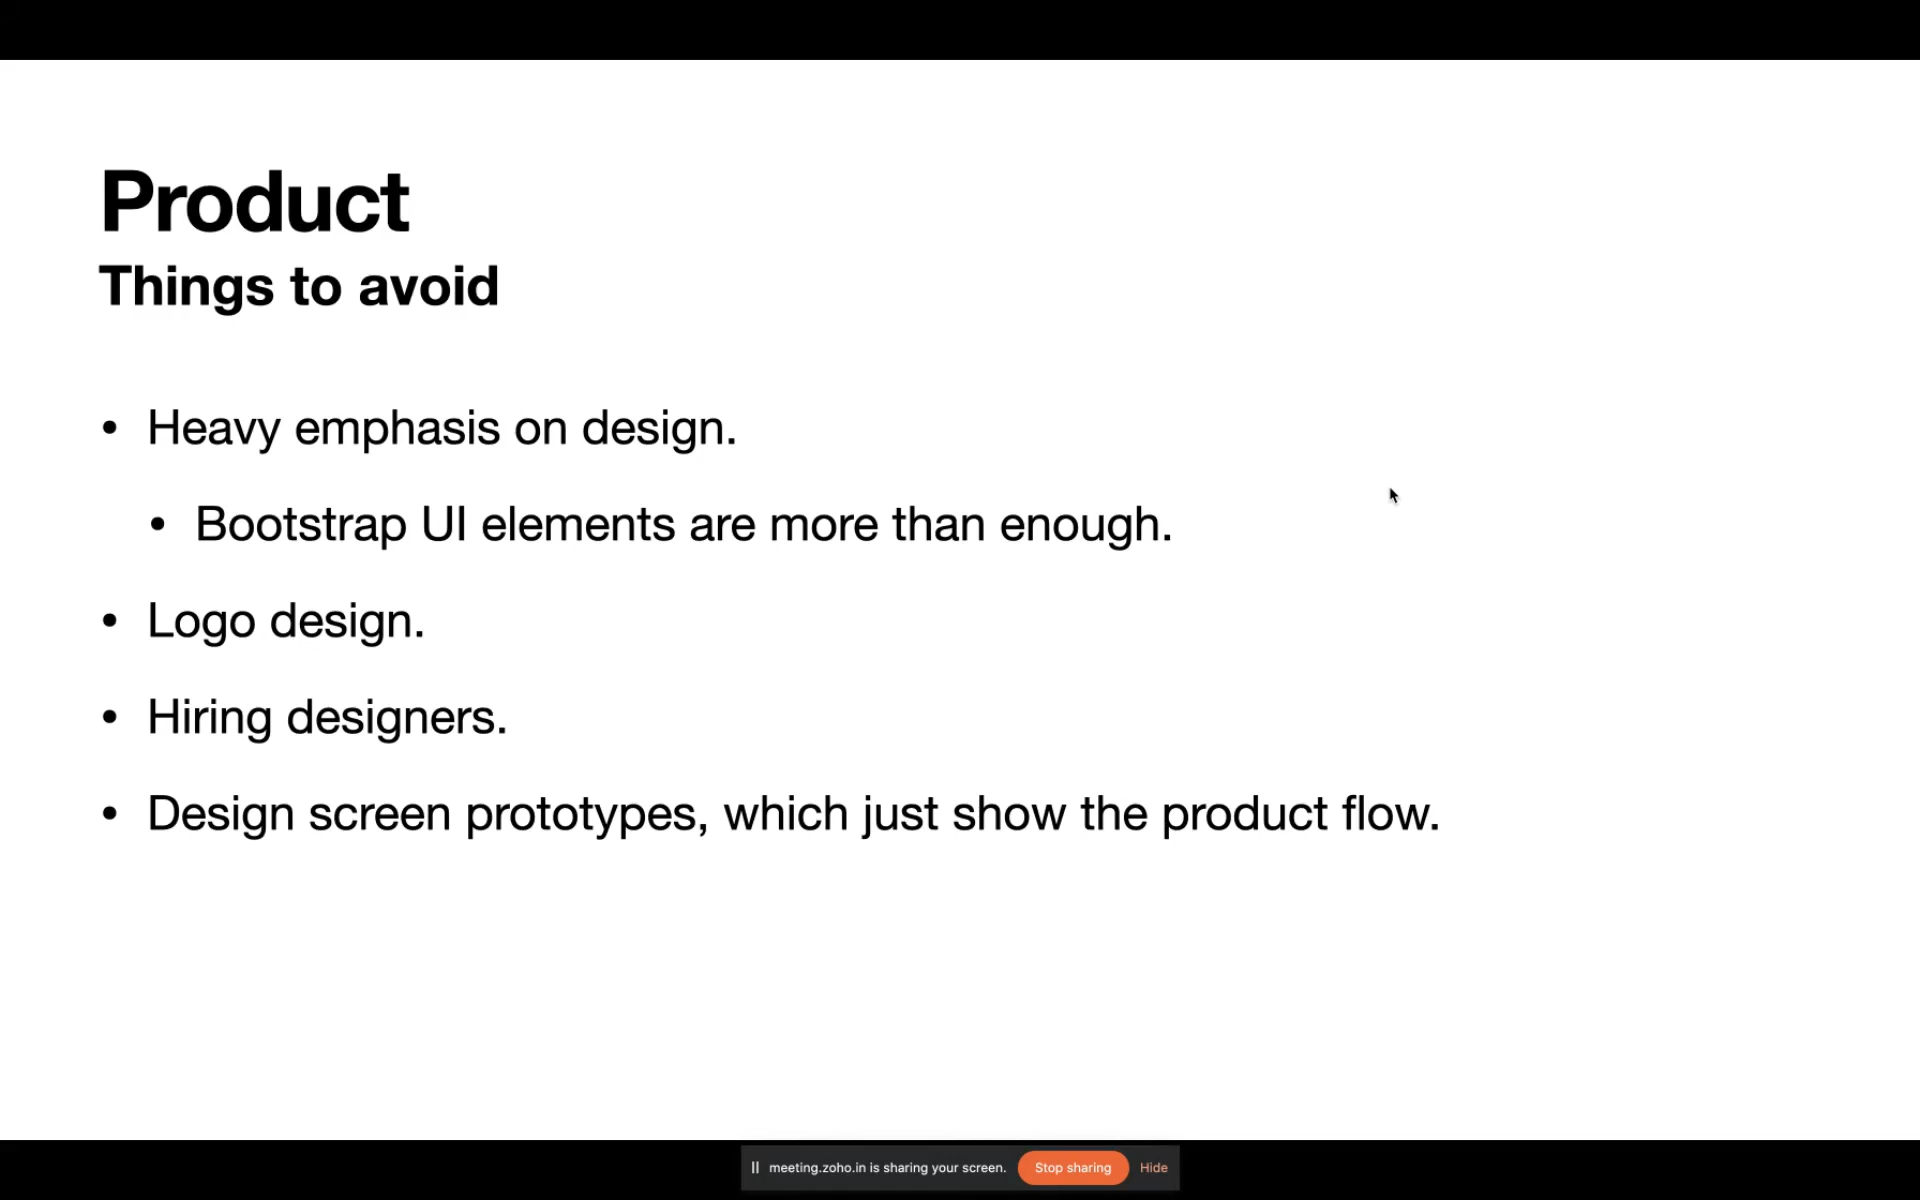 Product
Things to avoid
• Heavy emphasis on design.
• Bootstrap UI elements are more than enough.
• Logo design.
• Hiring designers.
• Design screen prototypes, which just show the product flow.
meeting.zoho.in is sharing your screen. Stop sharing Hide